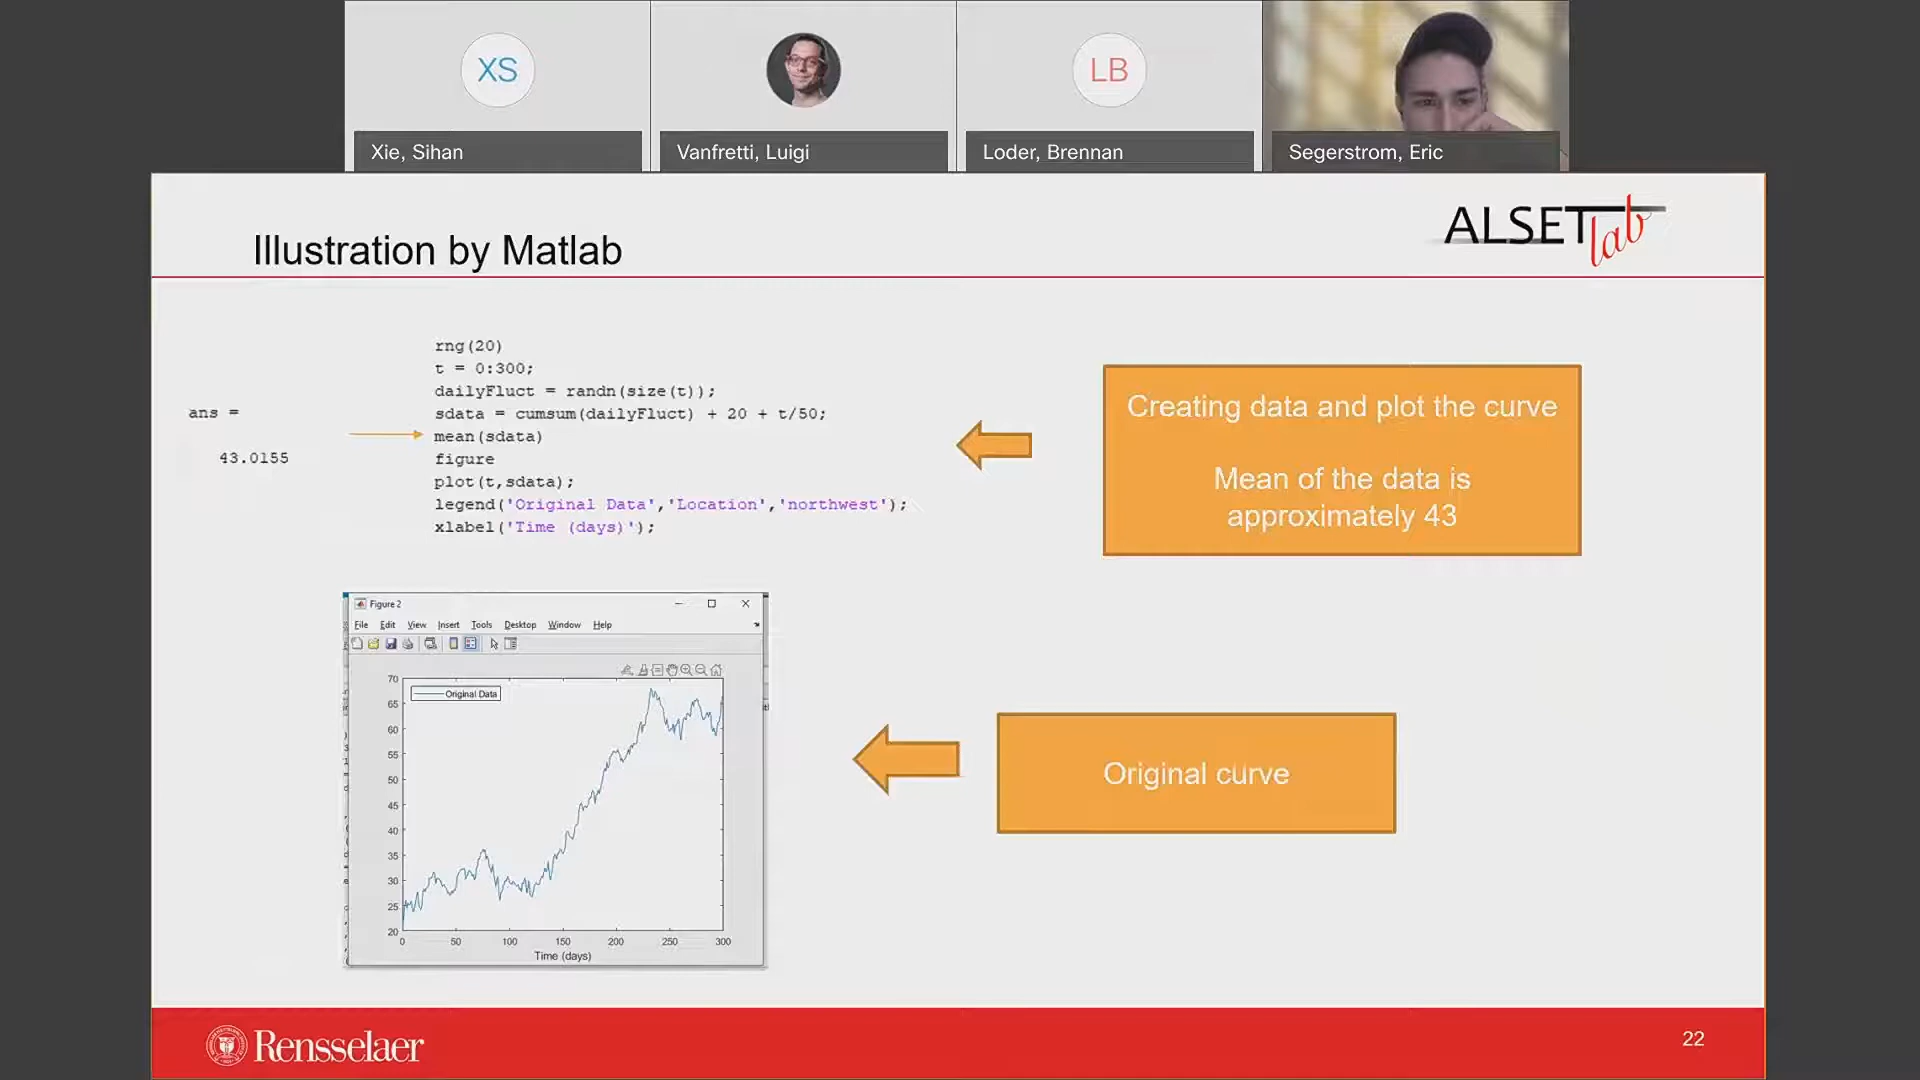 XS
LB
Xie, Sihan
Vanfretti, Luigi
Loder, Brennan
Segerstrom, Eric
Illustration by Matlab
ALSETlab
ans =
43.0155
rng(20)
t = 0:300;
dailyFluct = randn(size(t));
sdata = cumsum(dailyFluct) + 20 + t/50;
mean(sdata)
figure
plot(t,sdata);
legend('Original Data','Location','northwest');
xlabel('Time (days)');
Creating data and plot the curve
Mean of the data is
approximately 43
Figure 2
File Edit View Insert Tools Desktop Window Help
Original Data
70
65
60
55
50
45
40
35
30
25
20
0 50 100 150 200 250 300
Time (days)
Original curve
Rensselaer
22